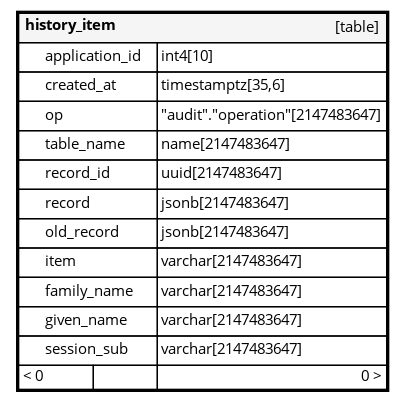 history_item [table]
application_id int4[10]
created_at timestamptz[35,6]
op "audit"."operation"[2147483647]
table_name name[2147483647]
record_id uuid[2147483647]
record jsonb[2147483647]
old_record jsonb[2147483647]
item varchar[2147483647]
family_name varchar[2147483647]
given_name varchar[2147483647]
session_sub varchar[2147483647]
< 0 0 >